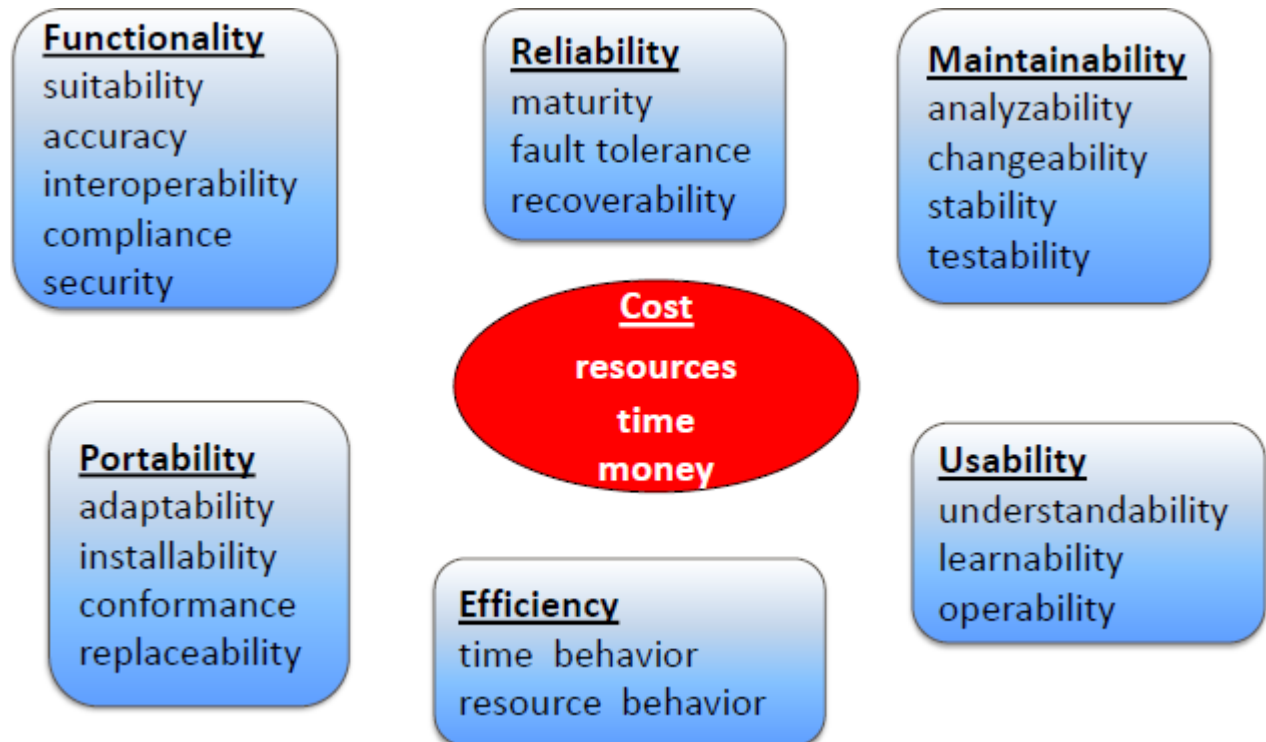 Functionality
suitability
accuracy
interoperability
compliance
security
Reliability
maturity
fault tolerance
recoverability
Maintainability
analyzability
changeability
stability
testability
Cost
resources
time
money
Portability
adaptability
installability
conformance
replaceability
Efficiency
time behavior
resource behavior
Usability
understandability
learnability
operability